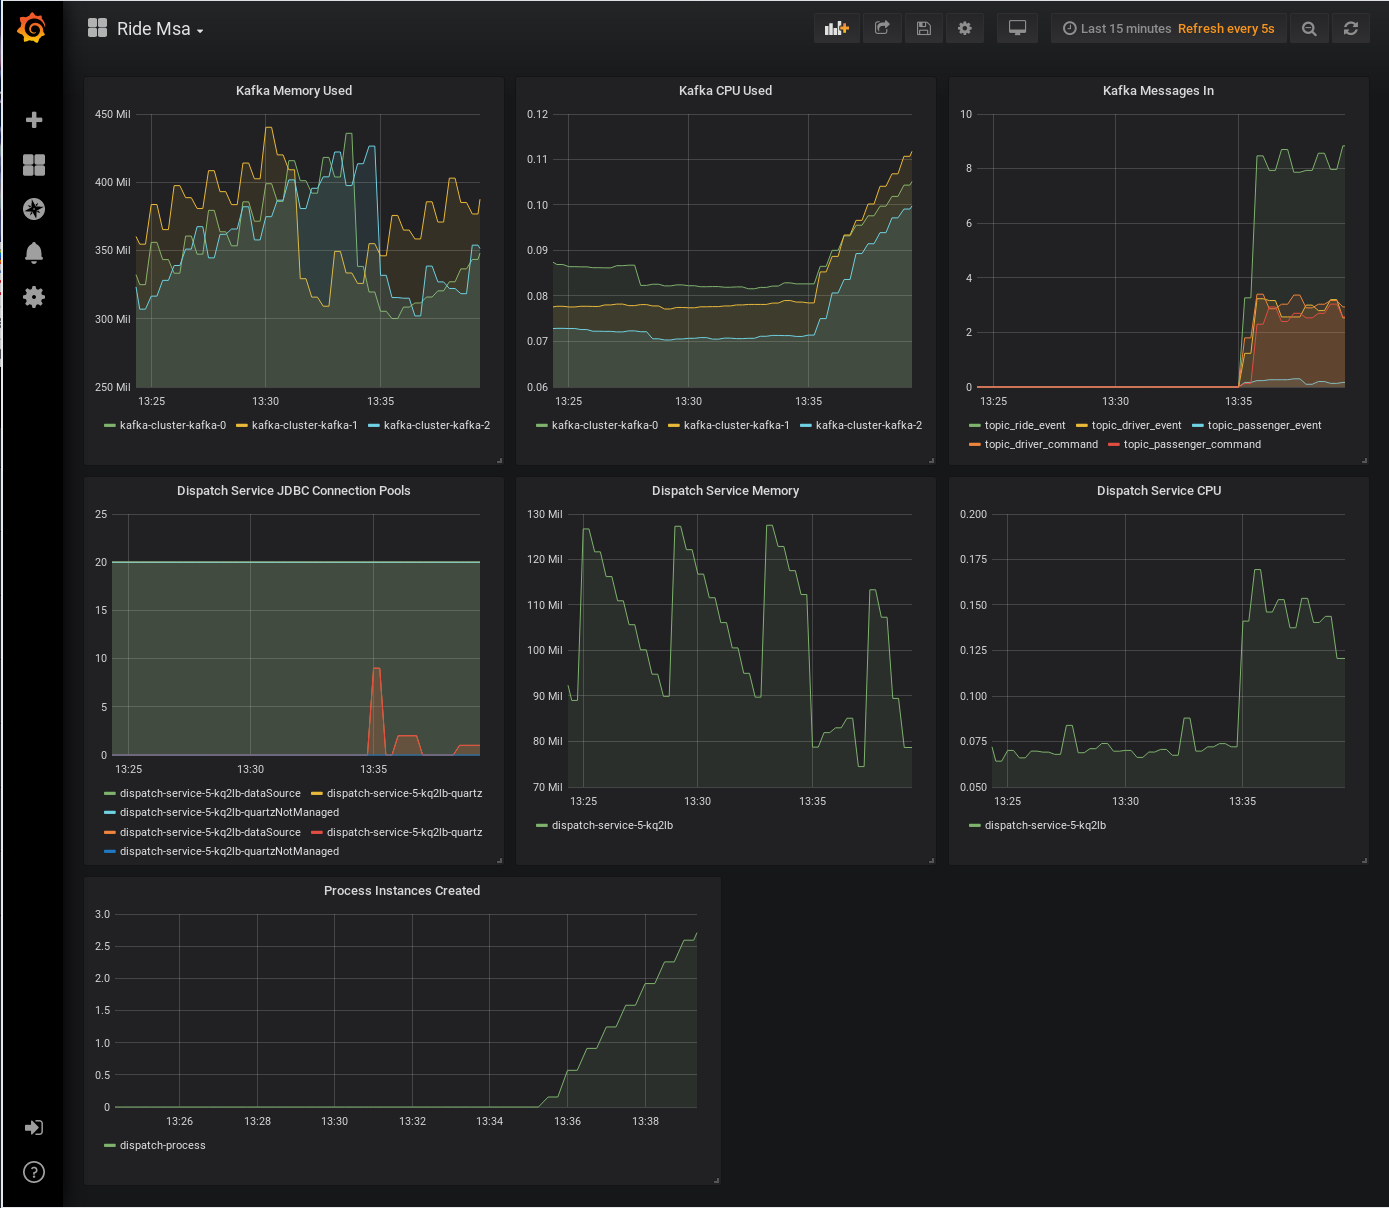 Ride Msa
Last 15 minutes Refresh every 5s
Kafka Memory Used
450 Mil
400 Mil
350 Mil
300 Mil
250 Mil
13:25 13:30 13:35
kafka-cluster-kafka-0 kafka-cluster-kafka-1 kafka-cluster-kafka-2
Kafka CPU Used
0.12
0.11
0.10
0.09
0.08
0.07
0.06
13:25 13:30 13:35
kafka-cluster-kafka-0 kafka-cluster-kafka-1 kafka-cluster-kafka-2
Kafka Messages In
10
8
6
4
2
0
13:25 13:30 13:35
topic_ride_event topic_driver_event topic_passenger_event
topic_driver_command topic_passenger_command
Dispatch Service JDBC Connection Pools
25
20
15
10
5
0
13:25 13:30 13:35
dispatch-service-5-kq2lb-dataSource dispatch-service-5-kq2lb-quartz
dispatch-service-5-kq2lb-quartzNotManaged
dispatch-service-5-kq2lb-dataSource dispatch-service-5-kq2lb-quartz
dispatch-service-5-kq2lb-quartzNotManaged
Dispatch Service Memory
130 Mil
120 Mil
110 Mil
100 Mil
90 Mil
80 Mil
70 Mil
13:25 13:30 13:35
dispatch-service-5-kq2lb
Dispatch Service CPU
0.200
0.175
0.150
0.125
0.100
0.075
0.050
13:25 13:30 13:35
dispatch-service-5-kq2lb
Process Instances Created
3.0
2.5
2.0
1.5
1.0
0.5
0
13:26 13:28 13:30 13:32 13:34 13:36 13:38
dispatch-process